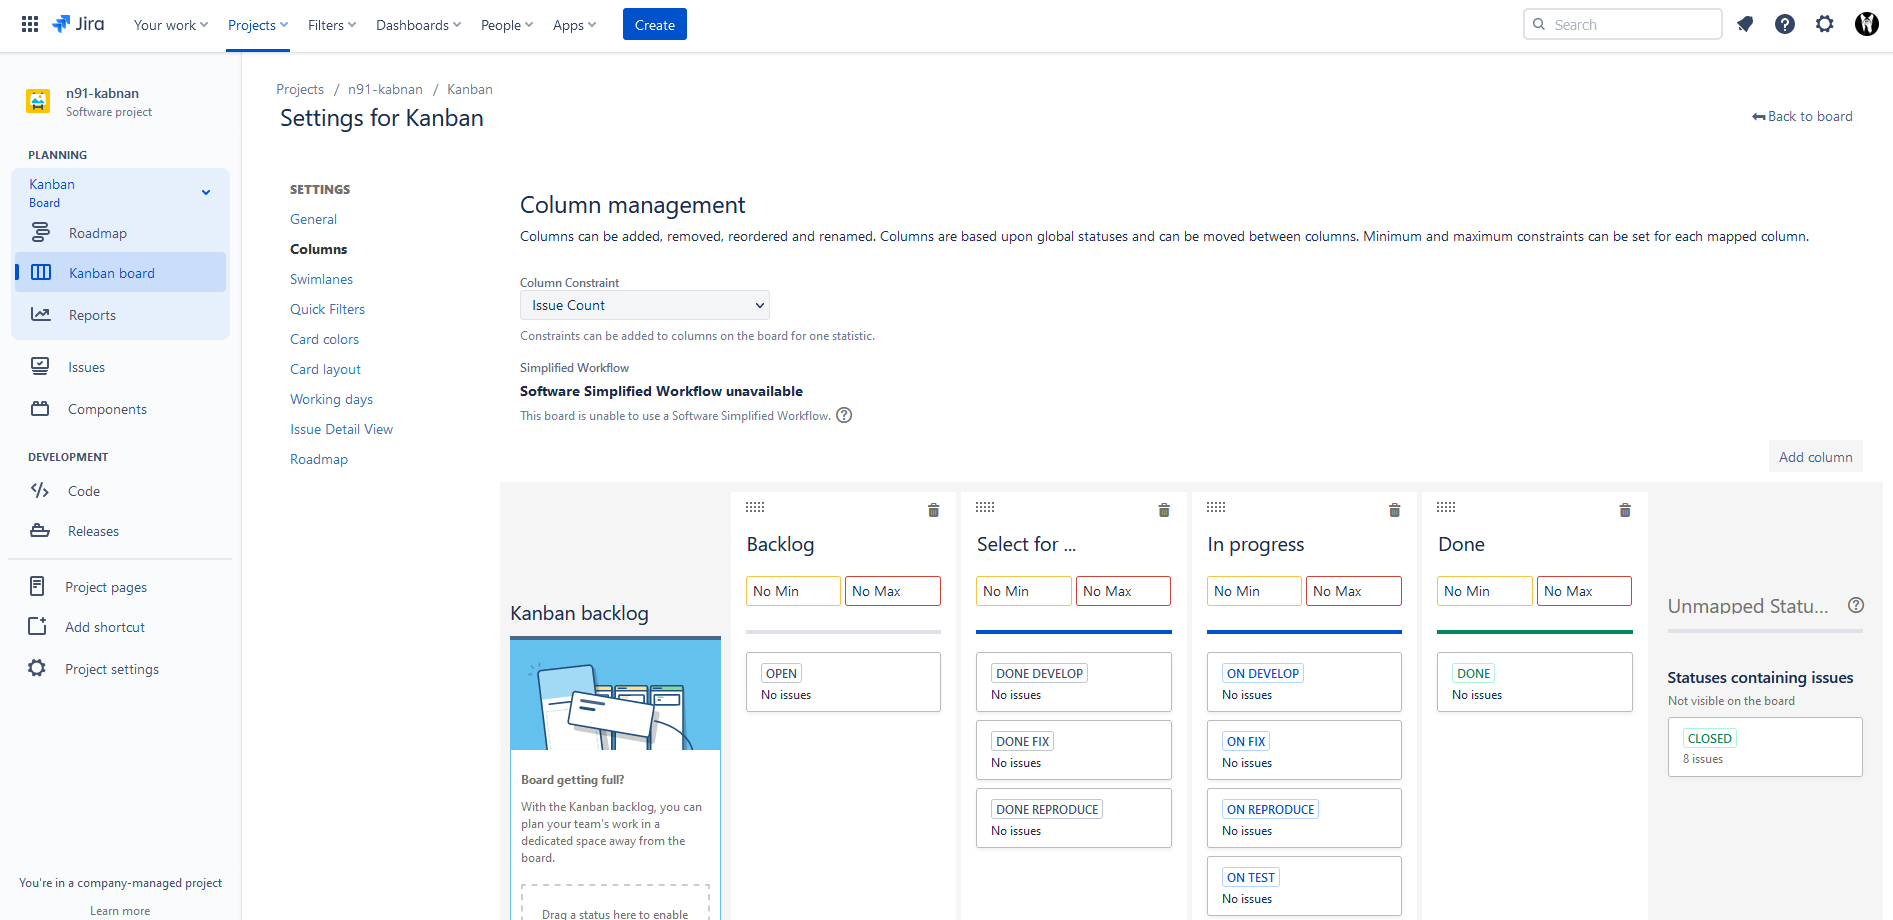 Jira
Your work
Projects
Filters
Dashboards
People
Apps
Create
Search
n91-kabnan
Software project
PLANNING
Kanban
Board
Roadmap
Kanban board
Reports
Issues
Components
DEVELOPMENT
Code
Releases
Project pages
Add shortcut
Project settings
You're in a company-managed project
Learn more
Projects / n91-kabnan / Kanban
Settings for Kanban
Back to board
SETTINGS
General
Columns
Swimlanes
Quick Filters
Card colors
Card layout
Working days
Issue Detail View
Roadmap
Column management
Columns can be added, removed, reordered and renamed. Columns are based upon global statuses and can be moved between columns. Minimum and maximum constraints can be set for each mapped column.
Column Constraint
Issue Count
Constraints can be added to columns on the board for one statistic.
Simplified Workflow
Software Simplified Workflow unavailable
This board is unable to use a Software Simplified Workflow.
Add column
Kanban backlog
Board getting full?
With the Kanban backlog, you can
plan your team's work in a
dedicated space away from the
board.
Drag a status here to enable
Backlog
No Min No Max
OPEN
No issues
Select for ...
No Min No Max
DONE DEVELOP
No issues
DONE FIX
No issues
DONE REPRODUCE
No issues
In progress
No Min No Max
ON DEVELOP
No issues
ON FIX
No issues
ON REPRODUCE
No issues
ON TEST
No issues
Done
No Min No Max
DONE
No issues
Unmapped Statu...
Statuses containing issues
Not visible on the board
CLOSED
8 issues